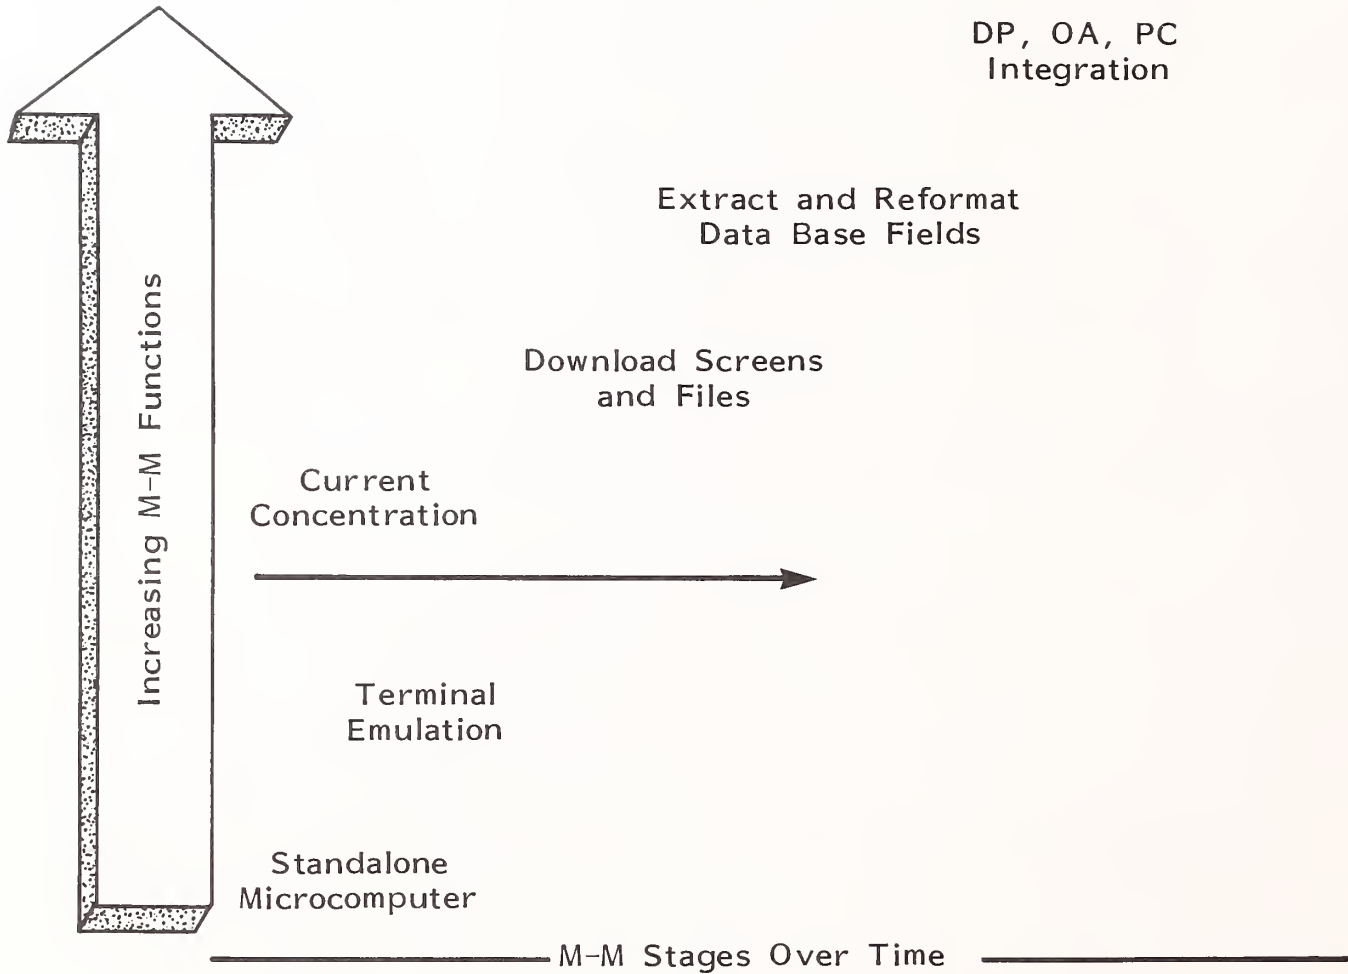 DP, OA, PC
Integration
Extract and Reformat
Data Base Fields
Download Screens
and Files
Increasing M-M Functions
Current
Concentration
Terminal
Emulation
Standalone
Microcomputer
M-M Stages Over Time